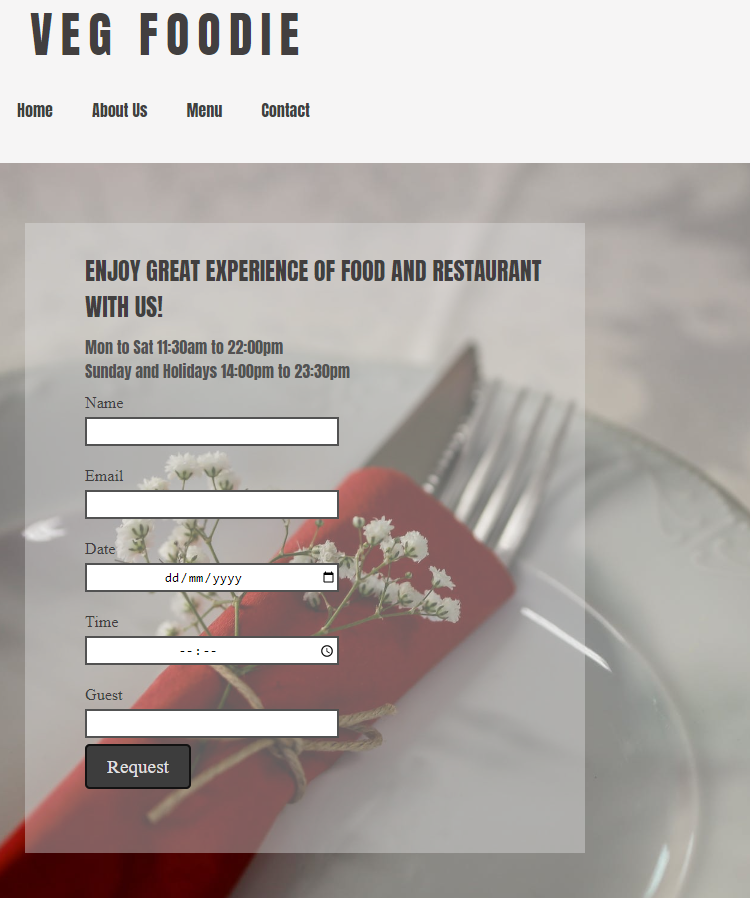 VEG FOODIE
Home About Us Menu Contact
ENJOY GREAT EXPERIENCE OF FOOD AND RESTAURANT
WITH US!
Mon to Sat 11:30am to 22:00pm
Sunday and Holidays 14:00pm to 23:30pm
Name
Email
Date
dd/mm/yyyy
Time
--:--
Guest
Request